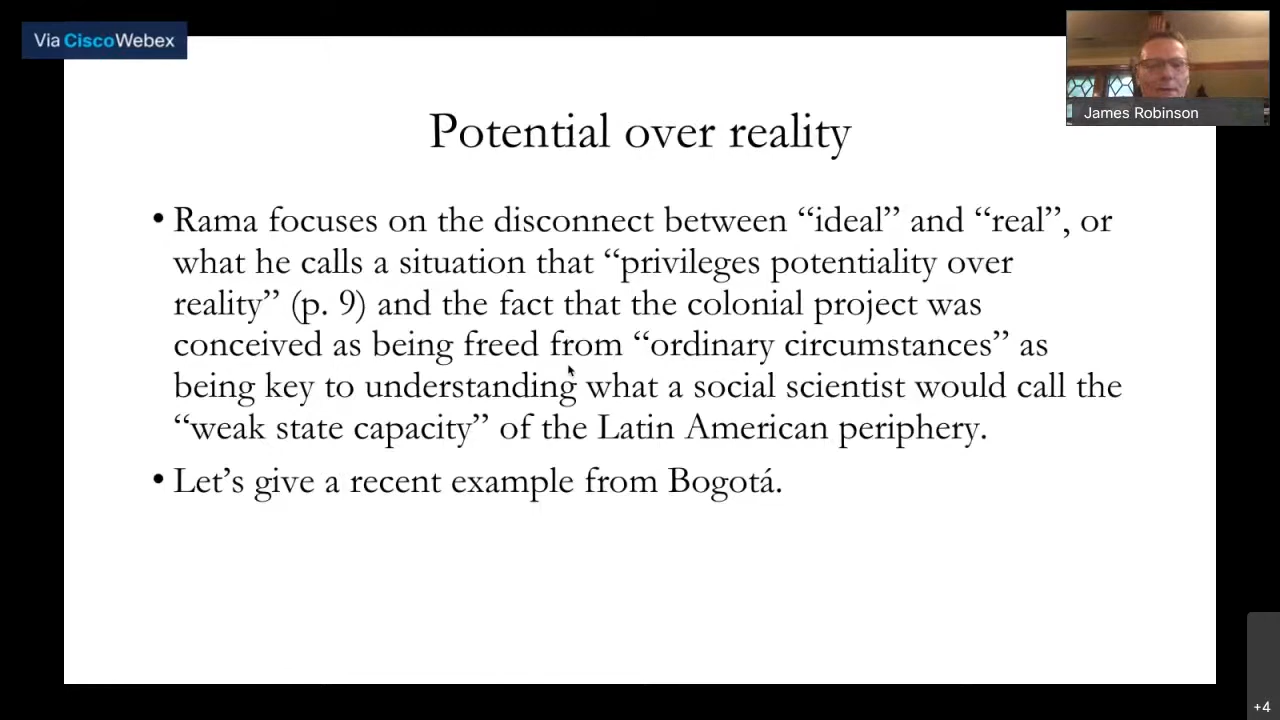 Via CiscoWebex
James Robinson
Potential over reality
• Rama focuses on the disconnect between “ideal” and “real”, or
what he calls a situation that “privileges potentiality over
reality” (p. 9) and the fact that the colonial project was
conceived as being freed from “ordinary circumstances” as
being key to understanding what a social scientist would call the
“weak state capacity” of the Latin American periphery.
• Let’s give a recent example from Bogotá.
+4